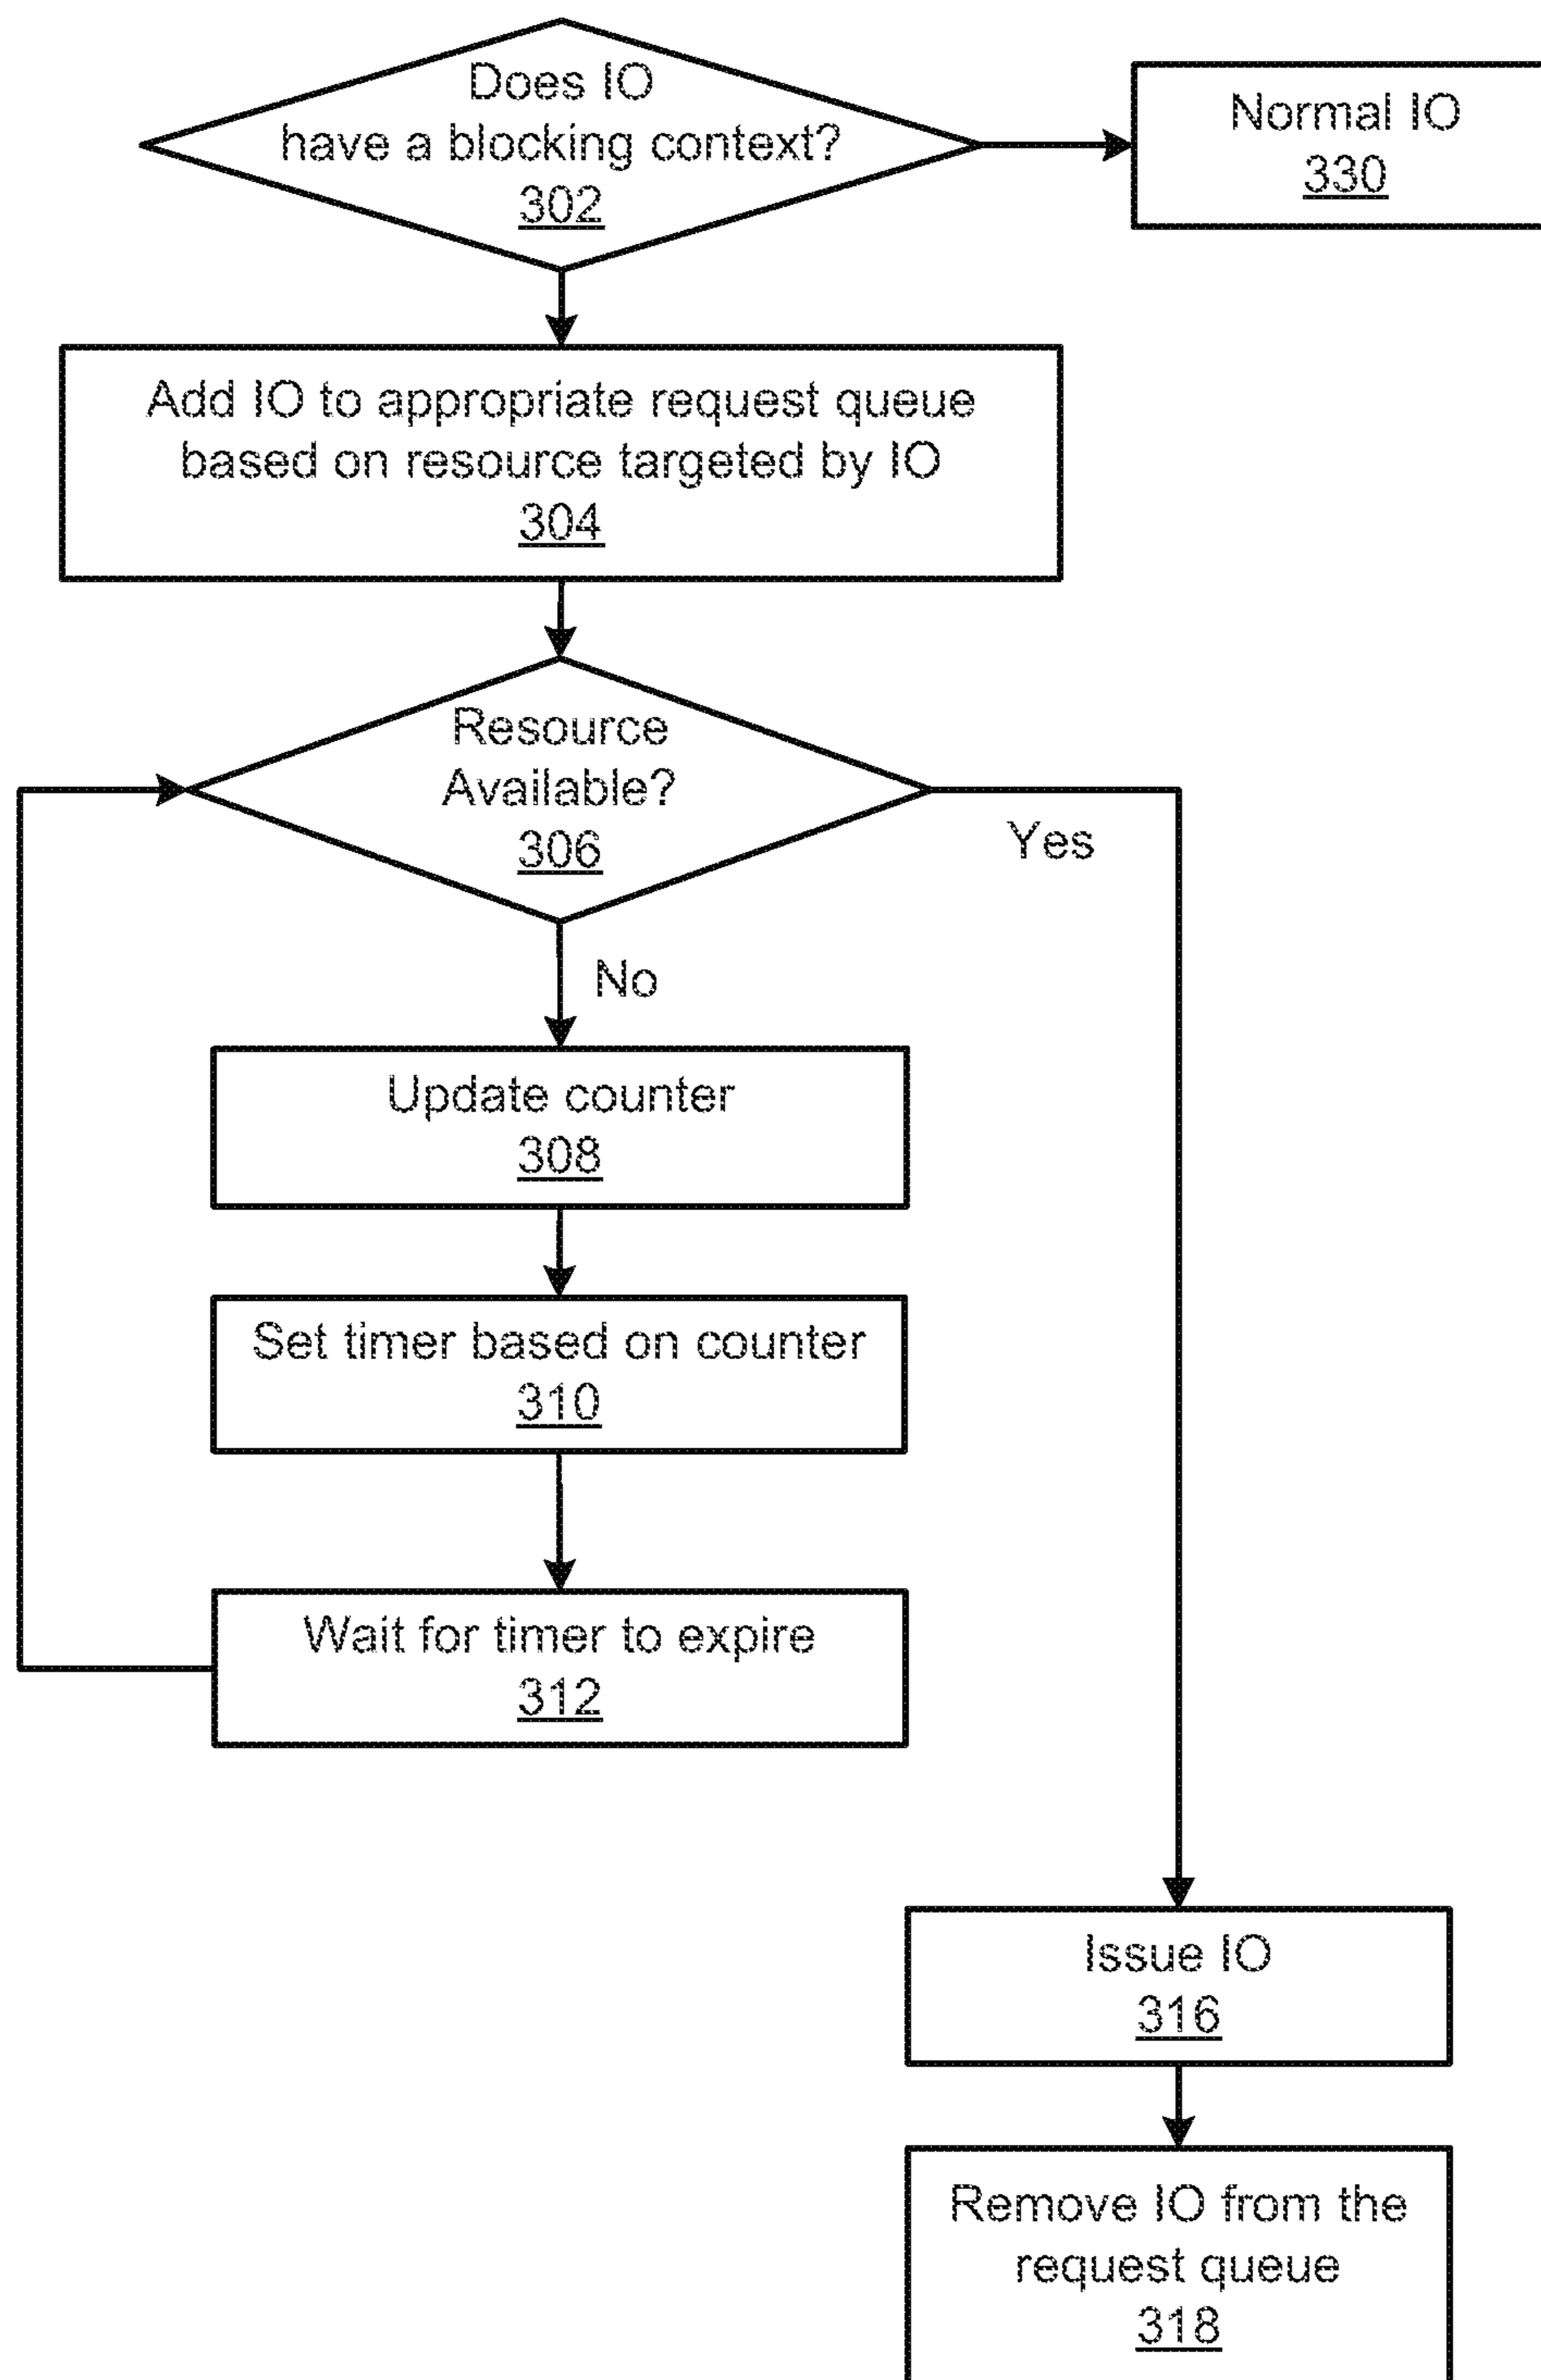 Does IO
have a blocking context?
302
Normal IO
330
Add IO to appropriate request queue
based on resource targeted by IO
304
Resource
Available?
306
Yes
No
Update counter
308
Set timer based on counter
310
Wait for timer to expire
312
Issue IO
316
Remove IO from the
request queue
318